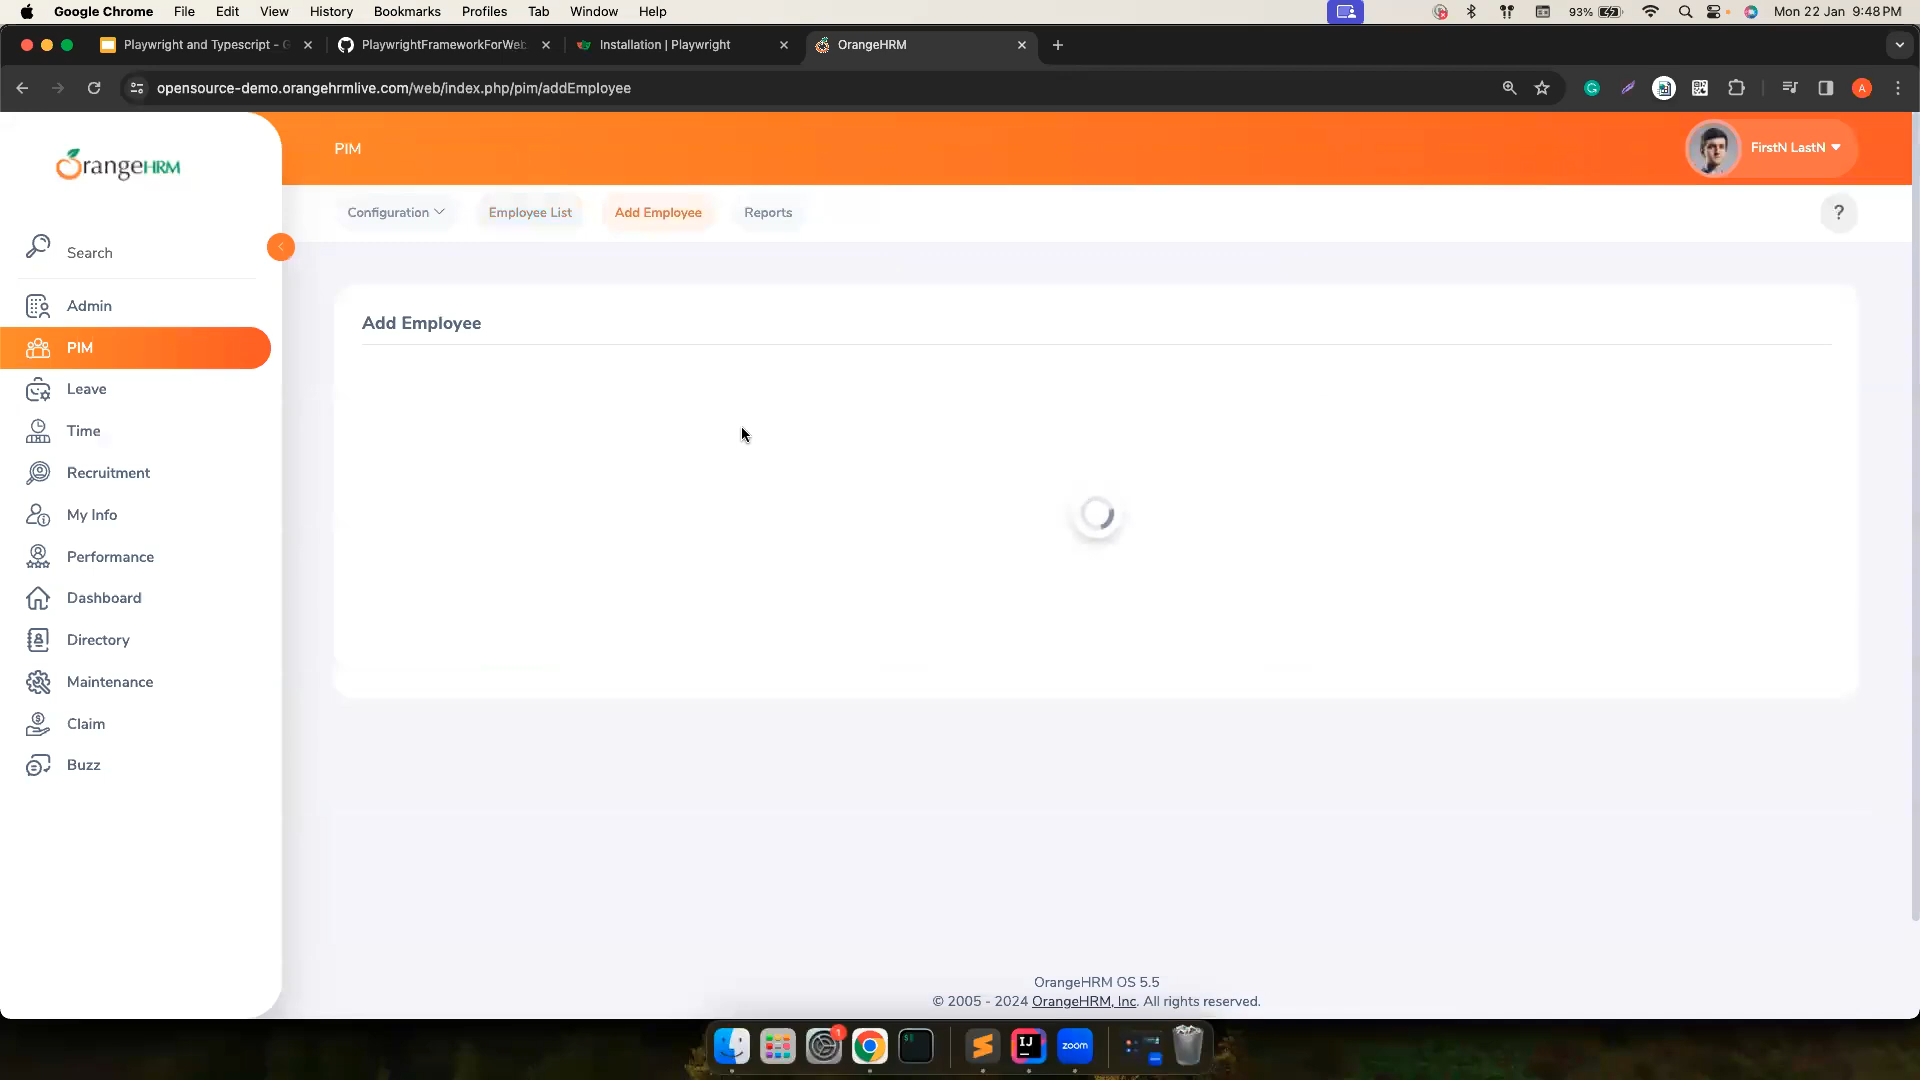 Google Chrome File Edit View History Bookmarks Profiles Tab Window Help 93% Mon 22 Jan 9:48 PM
Playwright and Typescript - G PlaywrightFrameworkForWeb Installation | Playwright OrangeHRM
opensource-demo.orangehrmlive.com/web/index.php/pim/addEmployee A
OrangeHRM
PIM
FirstN LastN
Configuration Employee List Add Employee Reports ?
Search
Admin
PIM
Leave
Time
Recruitment
My Info
Performance
Dashboard
Directory
Maintenance
Claim
Buzz
Add Employee
OrangeHRM OS 5.5
© 2005 - 2024 OrangeHRM, Inc. All rights reserved.
1
IJ
zoom